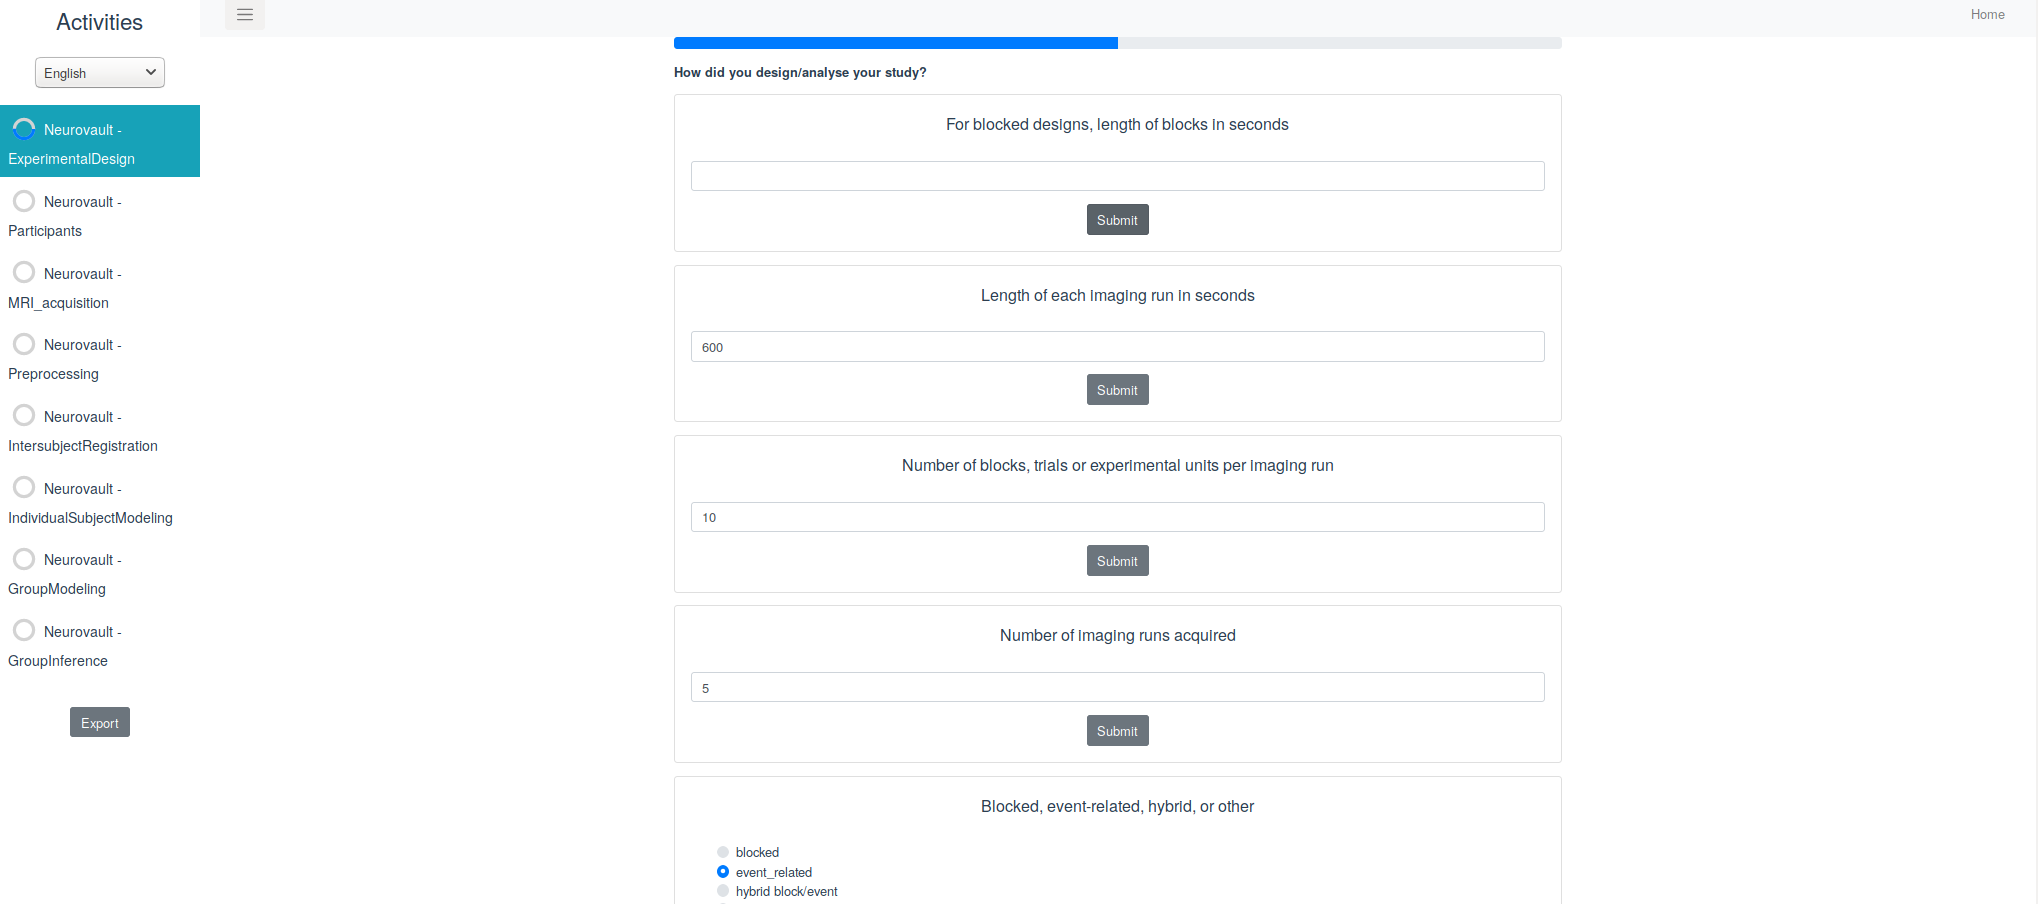 Activities
English
Neurovault -
ExperimentalDesign
Neurovault -
Participants
Neurovault -
MRI_acquisition
Neurovault -
Preprocessing
Neurovault -
IntersubjectRegistration
Neurovault -
IndividualSubjectModeling
Neurovault -
GroupModeling
Neurovault -
GroupInference
Export
Home
How did you design/analyse your study?
For blocked designs, length of blocks in seconds
Submit
Length of each imaging run in seconds
600
Submit
Number of blocks, trials or experimental units per imaging run
10
Submit
Number of imaging runs acquired
5
Submit
Blocked, event-related, hybrid, or other
blocked
event_related
hybrid block/event